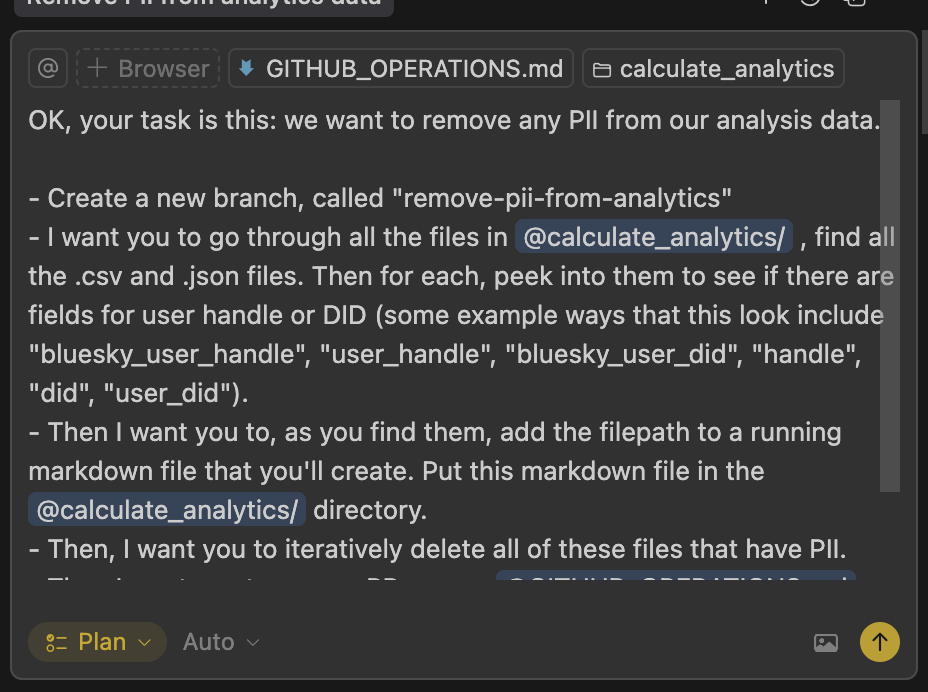 Remove PII from analytics data
@ + Browser GITHUB_OPERATIONS.md calculate_analytics
OK, your task is this: we want to remove any PII from our analysis data.
- Create a new branch, called "remove-pii-from-analytics"
- I want you to go through all the files in @calculate_analytics/ , find all
the .csv and .json files. Then for each, peek into them to see if there are
fields for user handle or DID (some example ways that this look include
"bluesky_user_handle", "user_handle", "bluesky_user_did", "handle",
"did", "user_did").
- Then I want you to, as you find them, add the filepath to a running
markdown file that you'll create. Put this markdown file in the
@calculate_analytics/ directory.
- Then, I want you to iteratively delete all of these files that have PII.
@GITHUB_OPERATIONS.md
Plan Auto